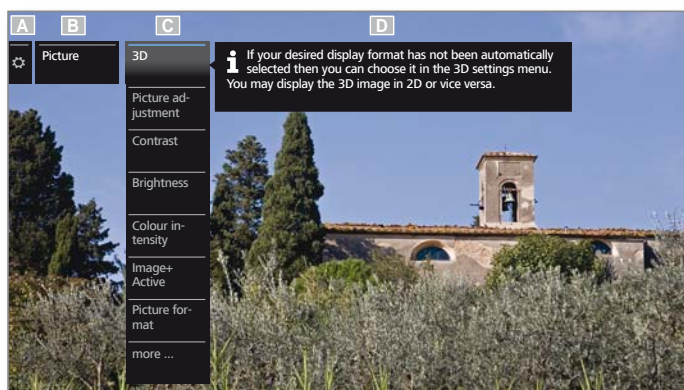 A B C D
Picture
3D
If your desired display format has not been automatically
selected then you can choose it in the 3D settings menu.
You may display the 3D image in 2D or vice versa.
Picture ad-
justment
Contrast
Brightness
Colour in-
tensity
Image+
Active
Picture for-
mat
more ...